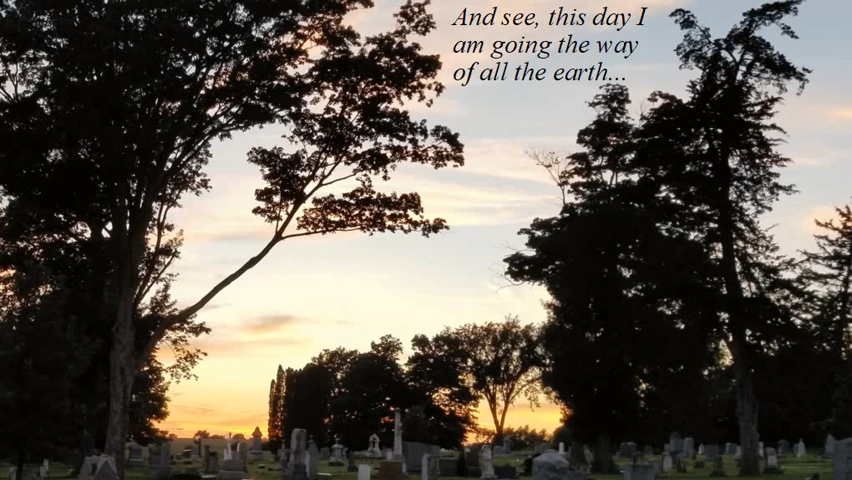 And see, this day I
am going the way
of all the earth...